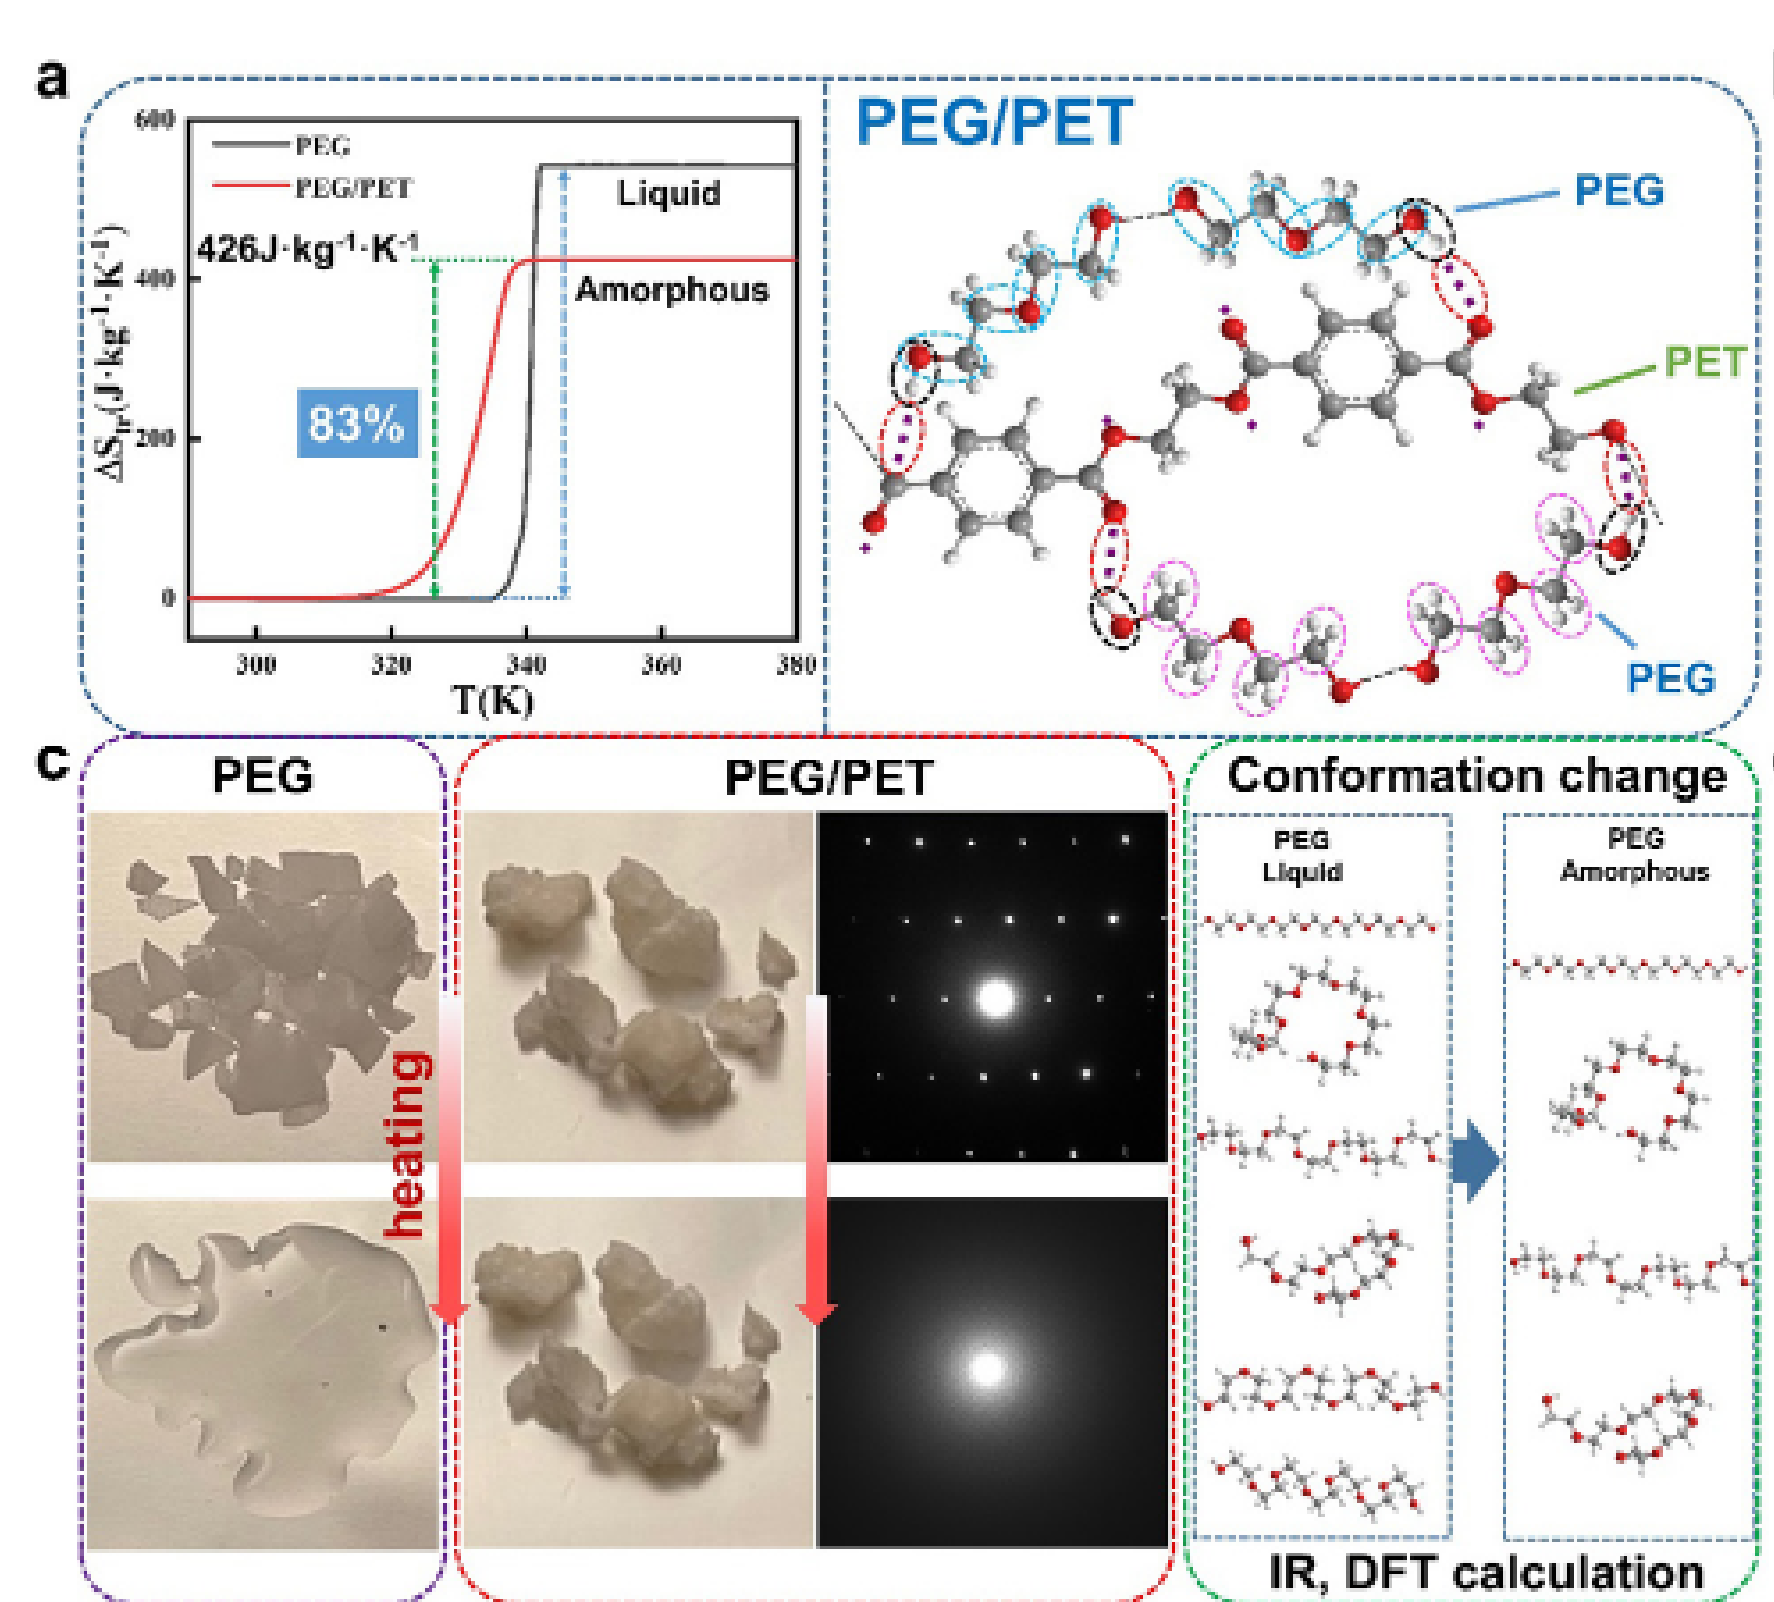 a
600
PEG
PEG/PET
Liquid
426J·kg⁻¹·K⁻¹
400
Amorphous
83%
200
0
ΔS_tr(J·kg⁻¹·K⁻¹)
300 320 340 360 380
T(K)
PEG/PET
PEG
PET
PEG
c
PEG
heating
PEG/PET
Conformation change
PEG
Liquid
PEG
Amorphous
IR, DFT calculation